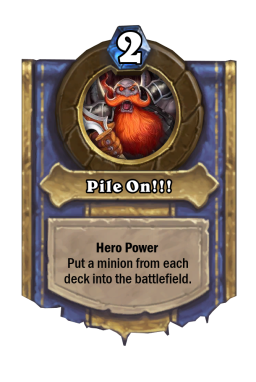 2
Pile On!!!
Hero Power
Put a minion from each
deck into the battlefield.